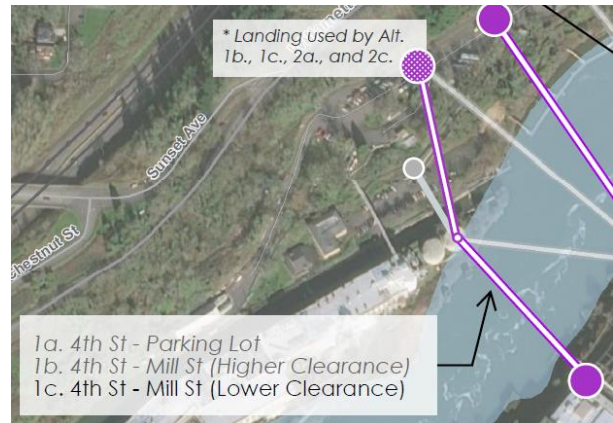 * Landing used by Alt.
1b., 1c., 2a., and 2c.
Sunset Ave
Chestnut St
1a. 4th St - Parking Lot
1b. 4th St - Mill St (Higher Clearance)
1c. 4th St - Mill St (Lower Clearance)